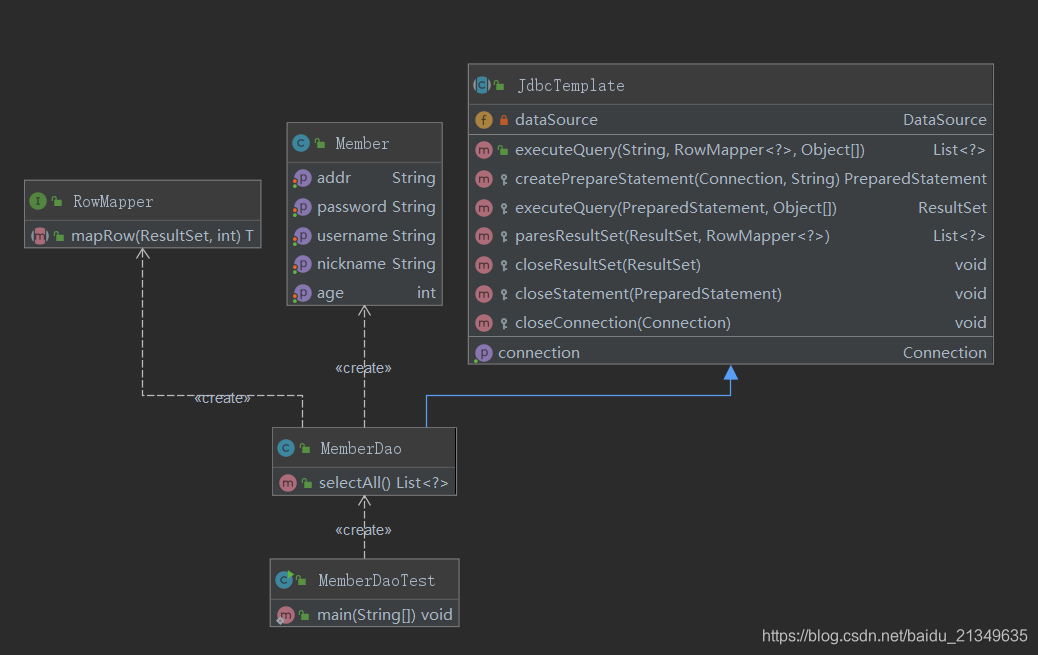 RowMapper
mapRow(ResultSet, int) T
Member
addr String
password String
username String
nickname String
age int
JdbcTemplate
dataSource DataSource
executeQuery(String, RowMapper<?>, Object[]) List<?>
createPrepareStatement(Connection, String) PreparedStatement
executeQuery(PreparedStatement, Object[]) ResultSet
paresResultSet(ResultSet, RowMapper<?>) List<?>
closeResultSet(ResultSet) void
closeStatement(PreparedStatement) void
closeConnection(Connection) void
connection Connection
«create»
«create»
MemberDao
selectAll() List<?>
«create»
MemberDaoTest
main(String[]) void
https://blog.csdn.net/baidu_21349635